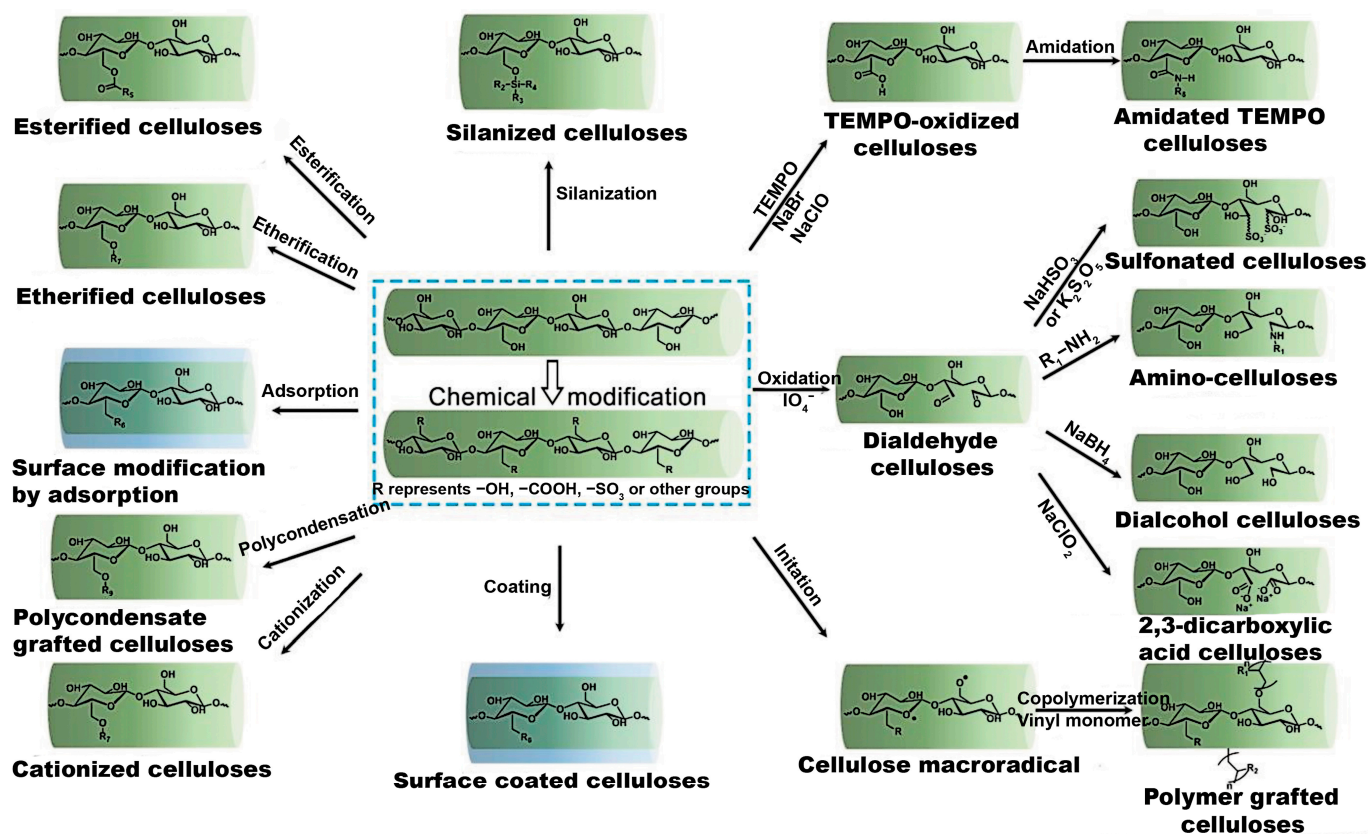 Esterified celluloses
Silanized celluloses
TEMPO-oxidized
celluloses
Amidation
Amidated TEMPO
celluloses
Esterification
Silanization
TEMPO
NaBr
NaClO
Etherification
Etherified celluloses
NaHSO3
or K2S2O5
Sulfonated celluloses
Adsorption
Surface modification
by adsorption
Chemical modification
R represents −OH, −COOH, −SO3 or other groups
Oxidation
IO4−
Dialdehyde
celluloses
R1−NH2
Amino-celluloses
NaBH4
Dialcohol celluloses
NaClO2
2,3-dicarboxylic
acid celluloses
Polycondensation
Polycondensate
grafted celluloses
Cationization
Cationized celluloses
Coating
Surface coated celluloses
Initation
Cellulose macroradical
Copolymerization
Vinyl monomer
Polymer grafted
celluloses